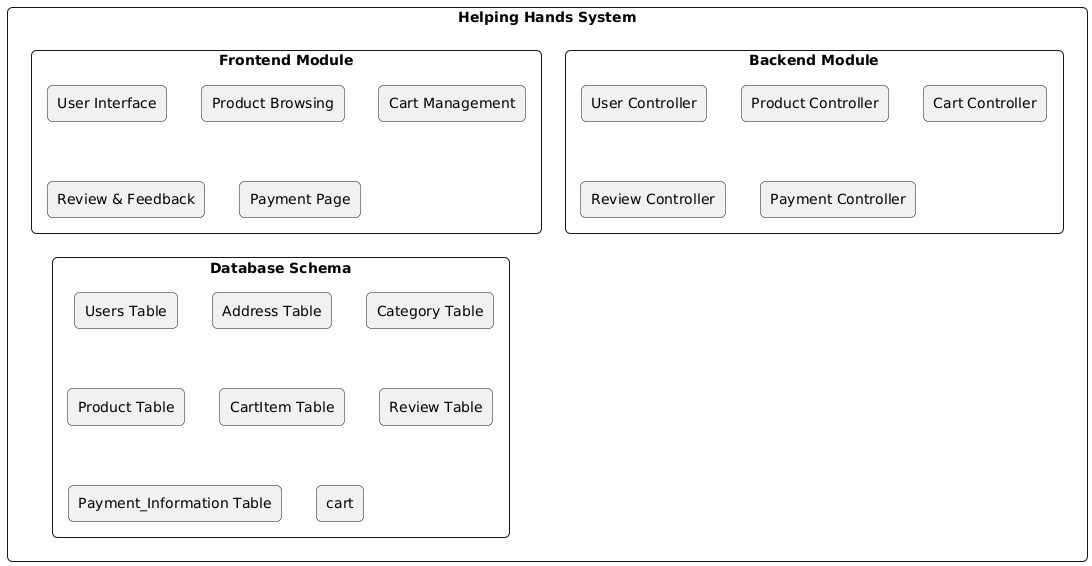 Helping Hands System
Frontend Module
User Interface
Product Browsing
Cart Management
Review & Feedback
Payment Page
Backend Module
User Controller
Product Controller
Cart Controller
Review Controller
Payment Controller
Database Schema
Users Table
Address Table
Category Table
Product Table
CartItem Table
Review Table
Payment_Information Table
cart